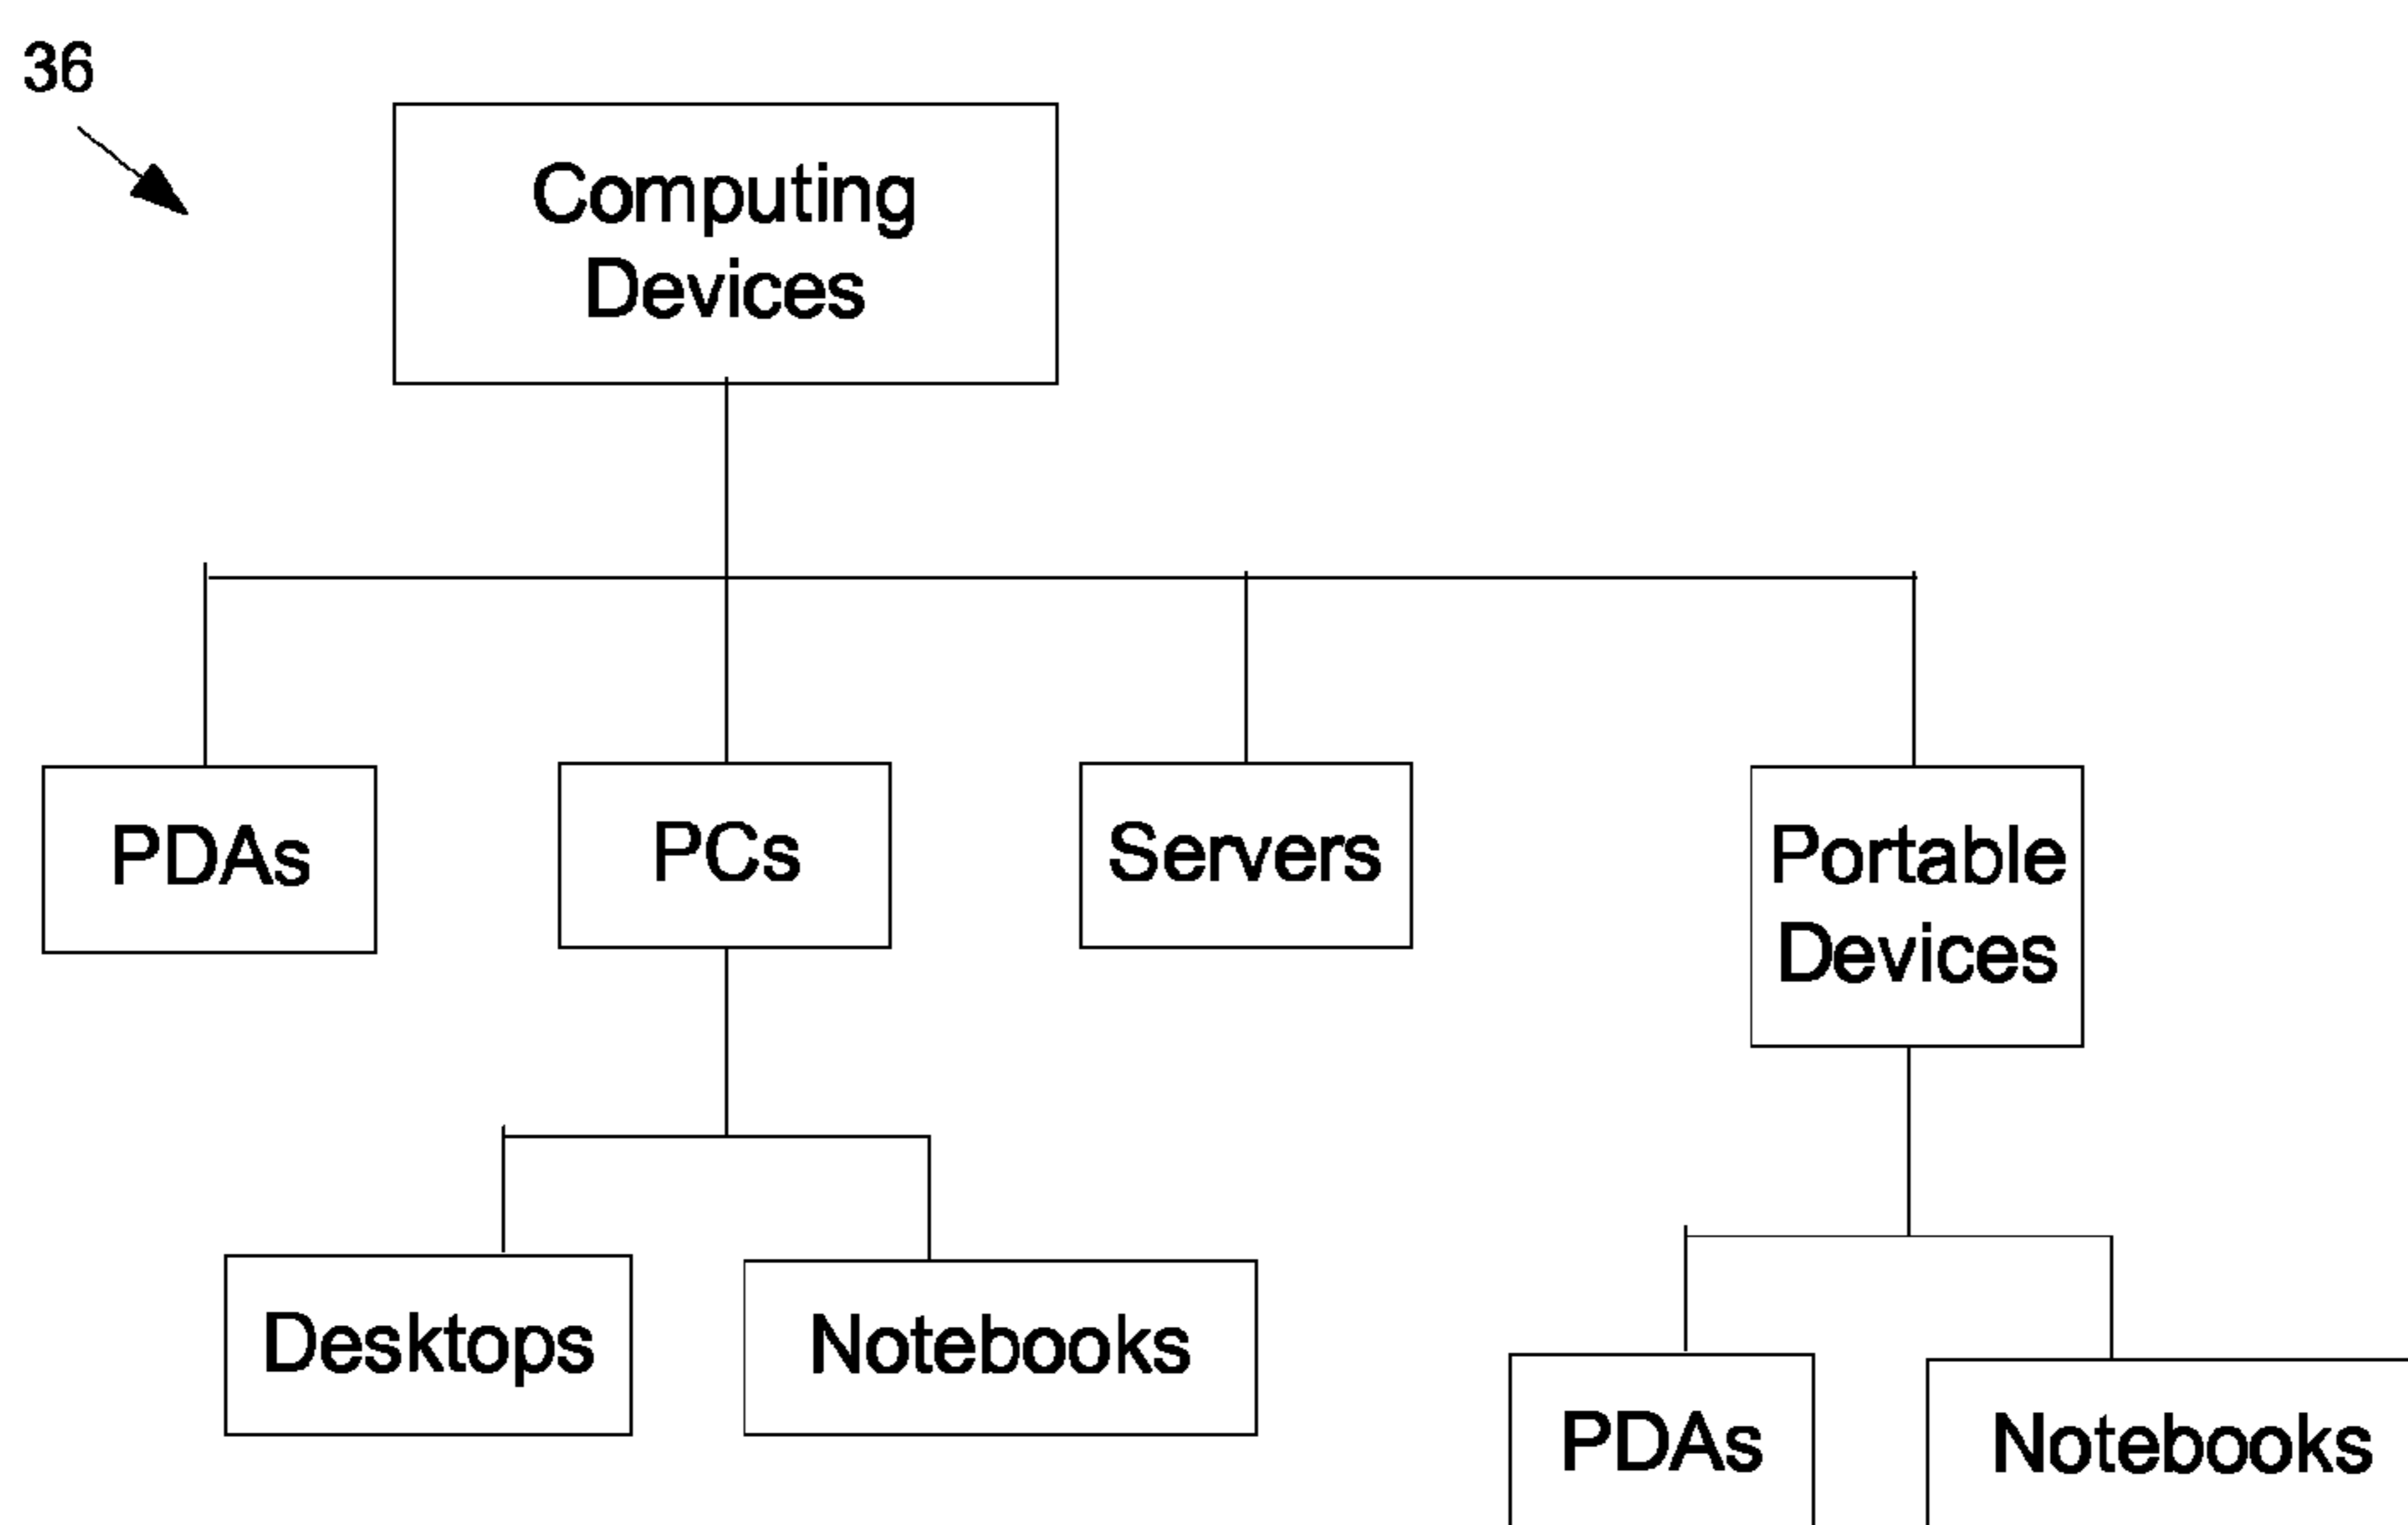 36
Computing
Devices
PDAs
PCs
Servers
Portable
Devices
Desktops
Notebooks
PDAs
Notebooks